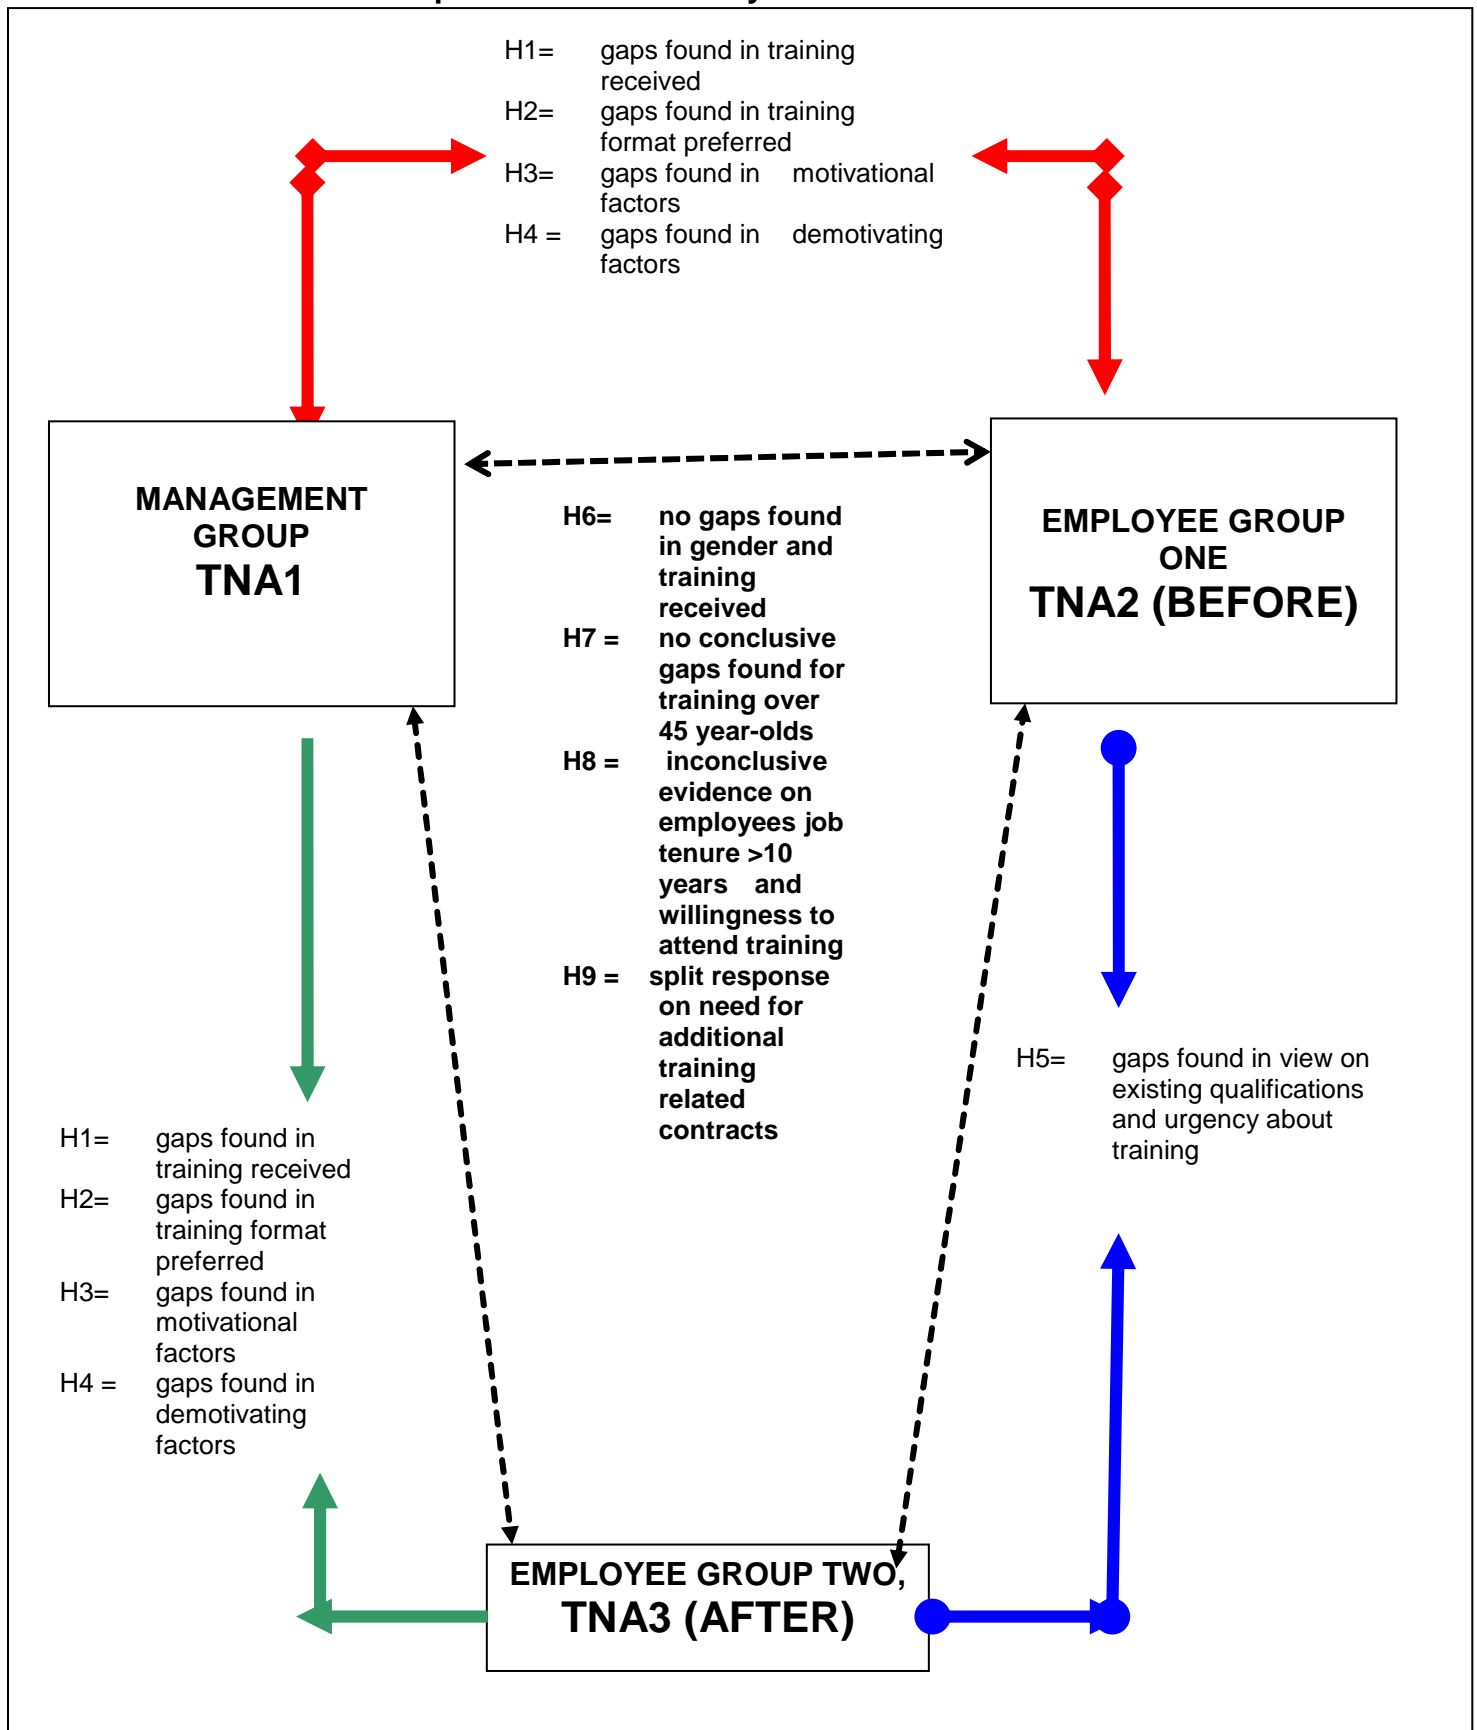 H1= gaps found in training
received
H2= gaps found in training
format preferred
H3= gaps found in motivational
factors
H4 = gaps found in demotivating
factors
MANAGEMENT
GROUP
TNA1
EMPLOYEE GROUP
ONE
TNA2 (BEFORE)
H6= no gaps found
in gender and
training
received
H7 = no conclusive
gaps found for
training over
45 year-olds
H8 = inconclusive
evidence on
employees job
tenure >10
years and
willingness to
attend training
H9 = split response
on need for
additional
training
related
contracts
H5= gaps found in view on
existing qualifications
and urgency about
training
H1= gaps found in
training received
H2= gaps found in
training format
preferred
H3= gaps found in
motivational
factors
H4 = gaps found in
demotivating
factors
EMPLOYEE GROUP TWO,
TNA3 (AFTER)